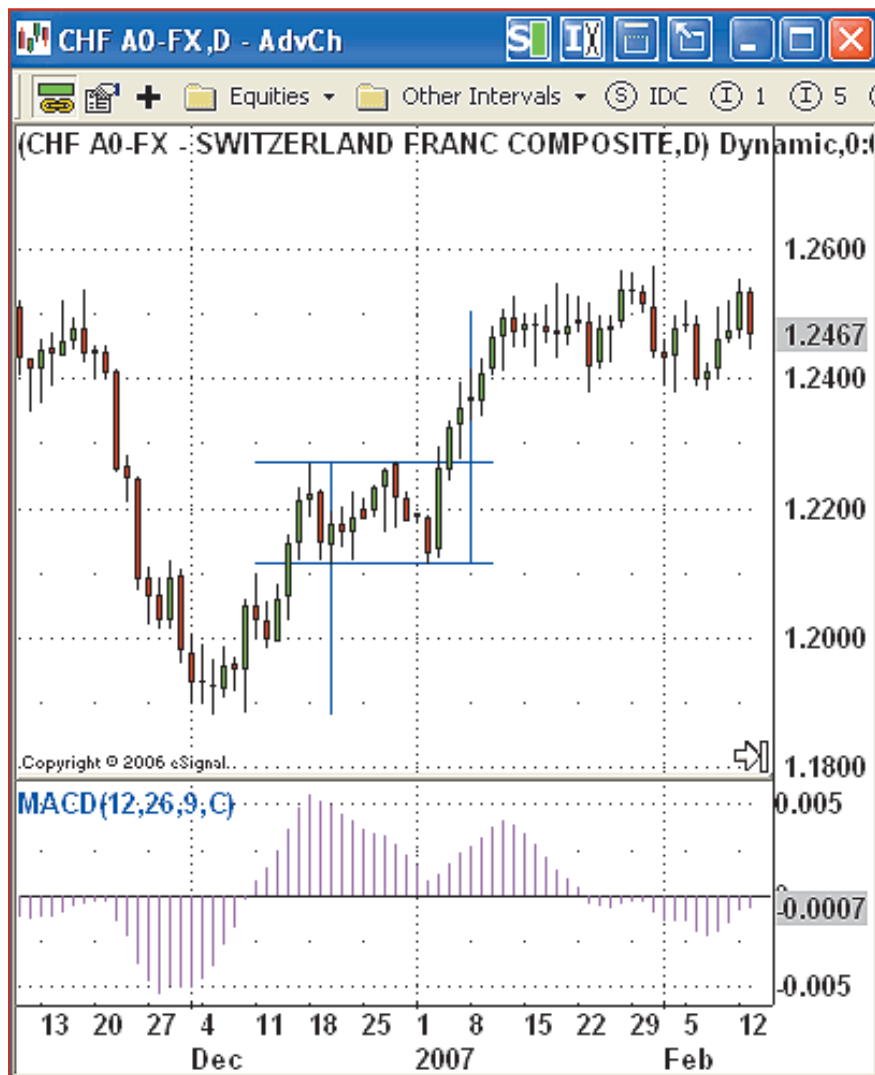 CHF A0-FX,D - AdvCh
Equities Other Intervals S IDC I 1 I 5
(CHF A0-FX - SWITZERLAND FRANC COMPOSITE,D) Dynamic,0:
1.2600
1.2467
1.2400
1.2200
1.2000
Copyright © 2006 eSignal
1.1800
MACD(12,26,9,C)
0.005
-0.0007
-0.005
13 20 27 4 11 18 25 1 8 15 22 29 5 12
Dec 2007 Feb